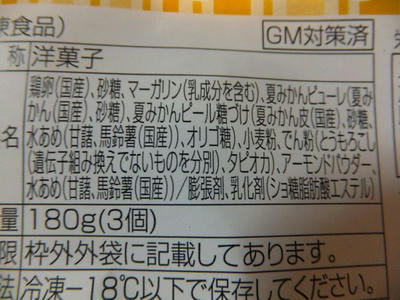 凍食品）
GM対策済
称 洋菓子
鶏卵(国産)、砂糖、マーガリン(乳成分を含む)、夏みかんピューレ(夏み
かん(国産)、砂糖)、夏みかんピール糖づけ(夏みかん皮(国産)、砂糖、
名 水あめ(甘藷、馬鈴薯(国産))、オリゴ糖)、小麦粉、でん粉(とうもろこし
(遺伝子組み換えでないものを分別)、タピオカ)、アーモンドパウダー、
水あめ(甘藷、馬鈴薯(国産))／膨張剤、乳化剤(ショ糖脂肪酸エステル)
量 180g(3個)
限 枠外外袋に記載してあります。
法 冷凍-18℃以下で保存してください。